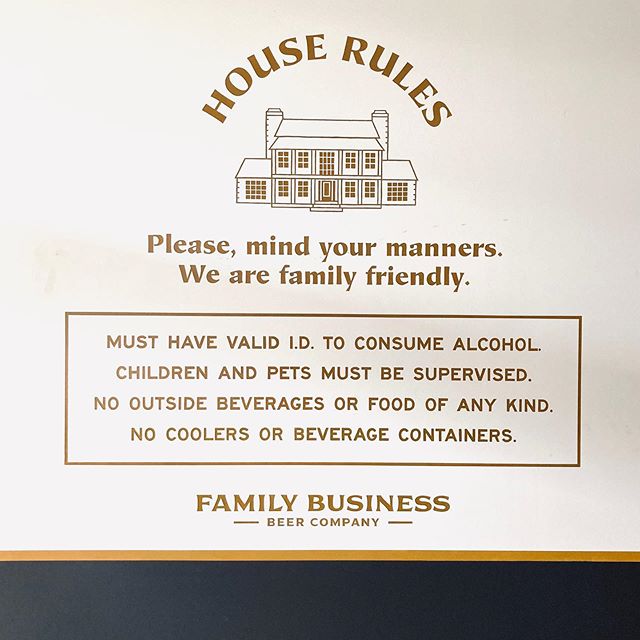 HOUSE RULES
Please, mind your manners.
We are family friendly.
MUST HAVE VALID I.D. TO CONSUME ALCOHOL.
CHILDREN AND PETS MUST BE SUPERVISED.
NO OUTSIDE BEVERAGES OR FOOD OF ANY KIND.
NO COOLERS OR BEVERAGE CONTAINERS.
FAMILY BUSINESS
BEER COMPANY